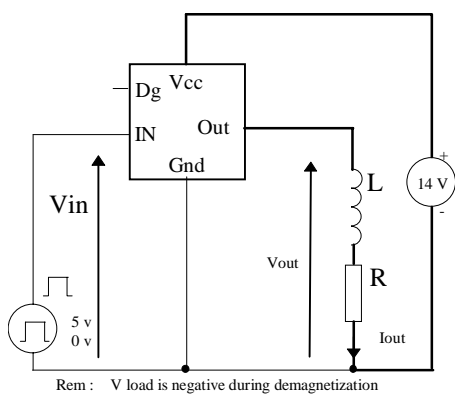 Vcc
Dg
IN
Out
Gnd
+
14 V
-
Vin
L
Vout
R
Iout
5 v
0 v
Rem : V load is negative during demagnetization